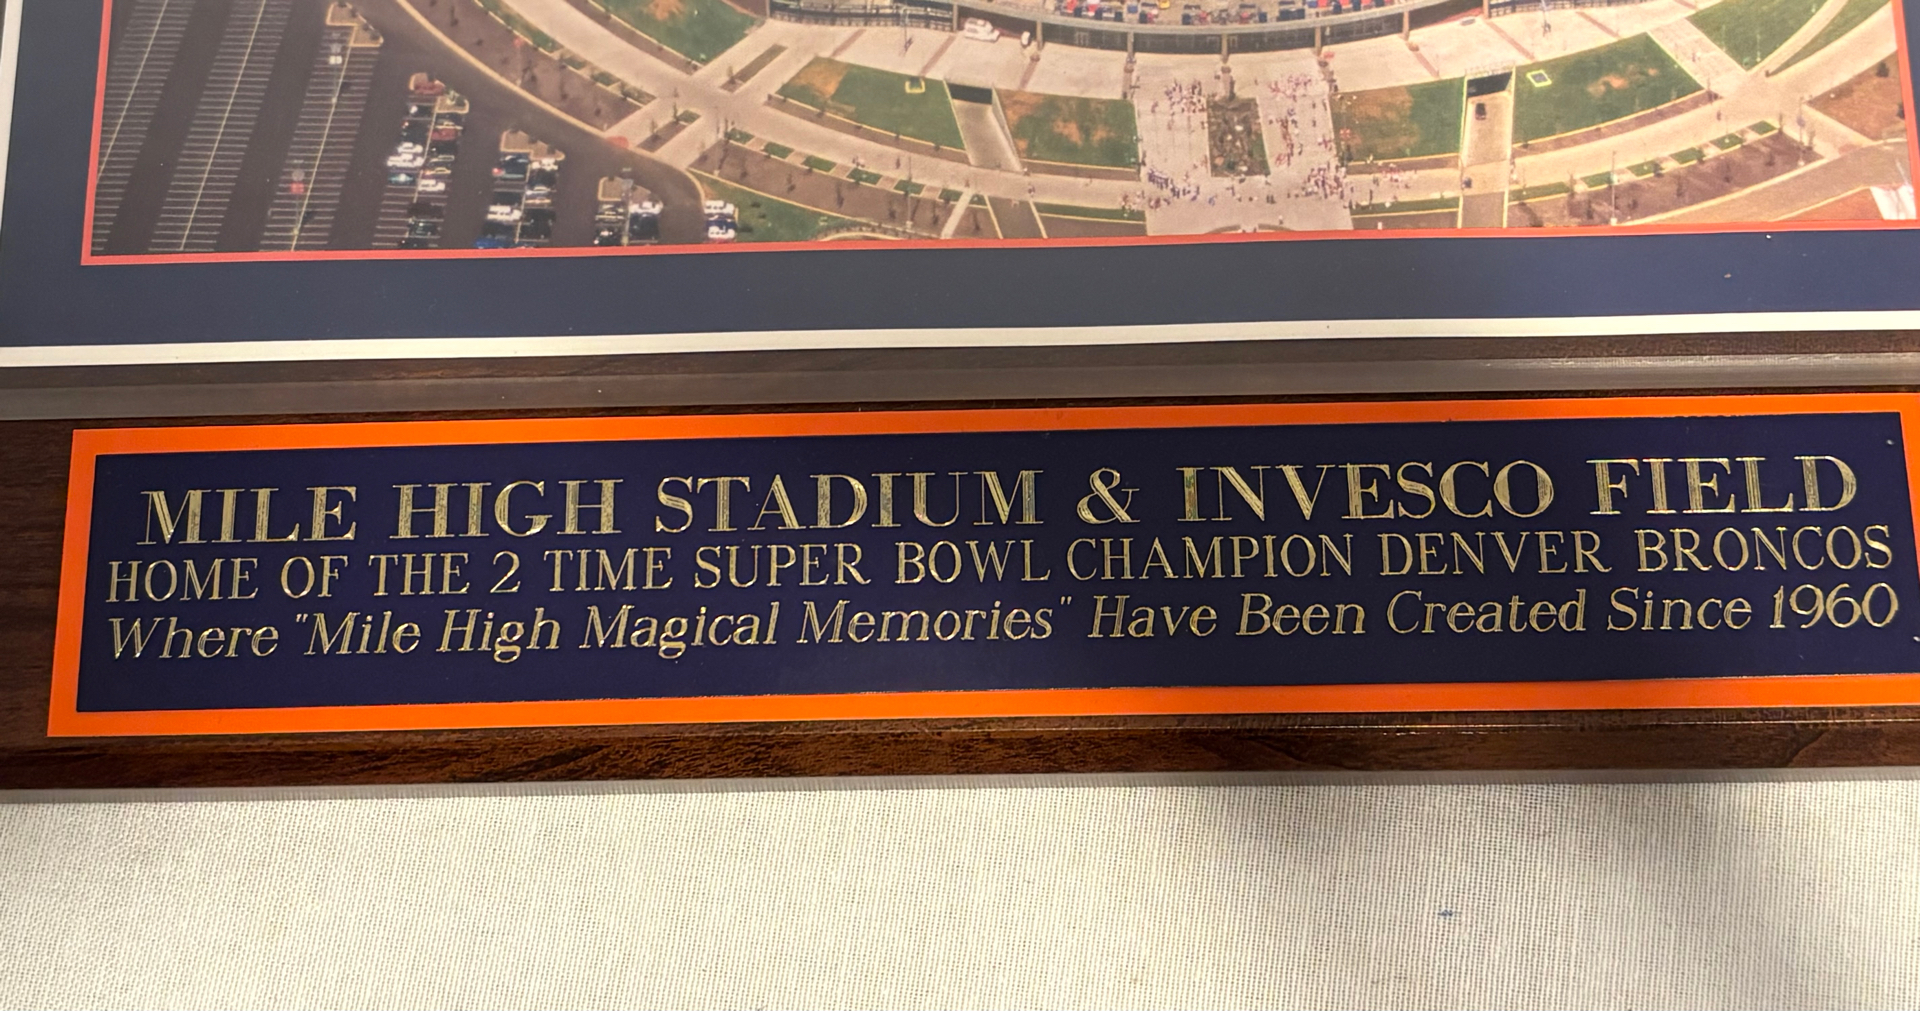 MILE HIGH STADIUM & INVESCO FIELD
HOME OF THE 2 TIME SUPER BOWL CHAMPION DENVER BRONCOS
Where "Mile High Magical Memories" Have Been Created Since 1960